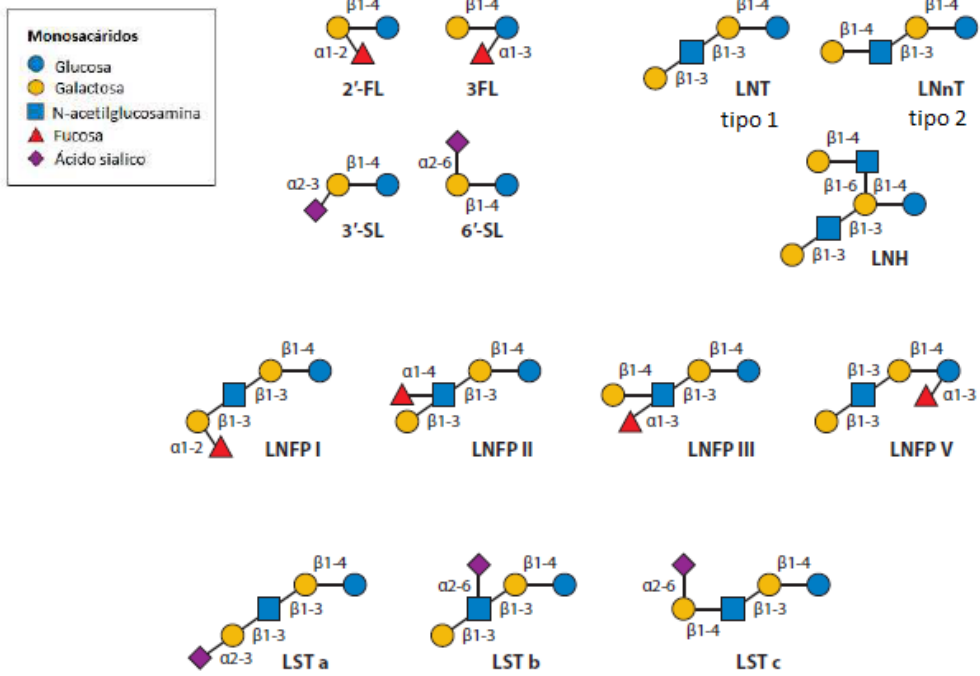 Monosacáridos
Glucosa
Galactosa
N-acetilglucosamina
Fucosa
Ácido sialico
β1-4
α1-2
2′-FL
β1-4
α1-3
3FL
β1-4
β1-3
β1-3
LNT
tipo 1
β1-4
β1-4
β1-3
LNnT
tipo 2
β1-4
α2-3
3′-SL
α2-6
β1-4
6′-SL
β1-4
β1-6
β1-4
β1-3
β1-3
LNH
β1-4
β1-3
β1-3
α1-2
LNFP I
β1-4
α1-4
β1-3
β1-3
LNFP II
β1-4
β1-4
β1-3
α1-3
LNFP III
β1-4
β1-3
α1-3
β1-3
LNFP V
β1-4
β1-3
β1-3
α2-3
LST a
β1-4
α2-6
β1-3
β1-3
LST b
β1-4
α2-6
β1-3
β1-4
LST c